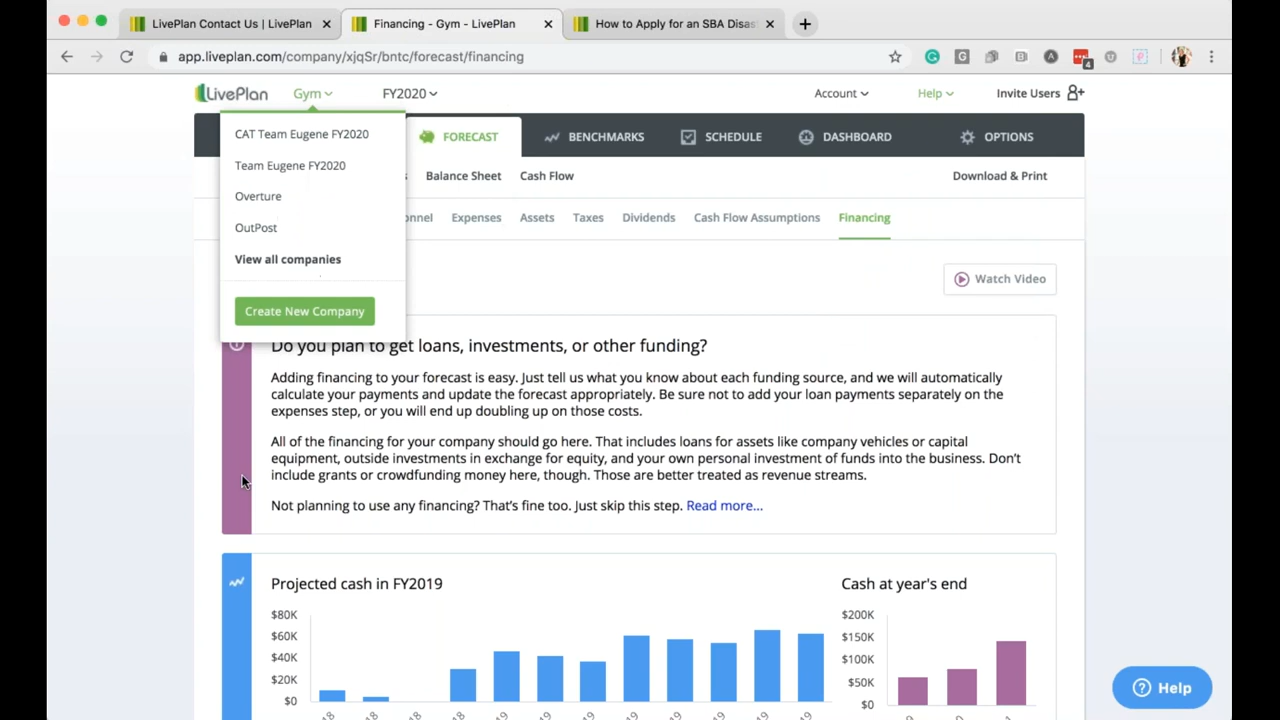 LivePlan Contact Us | LivePlan
Financing - Gym - LivePlan
How to Apply for an SBA Disas
app.liveplan.com/company/xjqSr/bntc/forecast/financing
G
A
4
LivePlan
Gym
FY2020
Account
Help
Invite Users
FORECAST
BENCHMARKS
SCHEDULE
DASHBOARD
OPTIONS
CAT Team Eugene FY2020
Team Eugene FY2020
Overture
OutPost
View all companies
Create New Company
Balance Sheet
Cash Flow
Download & Print
onnel
Expenses
Assets
Taxes
Dividends
Cash Flow Assumptions
Financing
Watch Video
Do you plan to get loans, investments, or other funding?
Adding financing to your forecast is easy. Just tell us what you know about each funding source, and we will automatically
calculate your payments and update the forecast appropriately. Be sure not to add your loan payments separately on the
expenses step, or you will end up doubling up on those costs.
All of the financing for your company should go here. That includes loans for assets like company vehicles or capital
equipment, outside investments in exchange for equity, and your own personal investment of funds into the business. Don't
include grants or crowdfunding money here, though. Those are better treated as revenue streams.
Not planning to use any financing? That's fine too. Just skip this step. Read more...
Projected cash in FY2019
$80K
$60K
$40K
$20K
$0
Cash at year's end
$200K
$150K
$100K
$50K
$0
Help